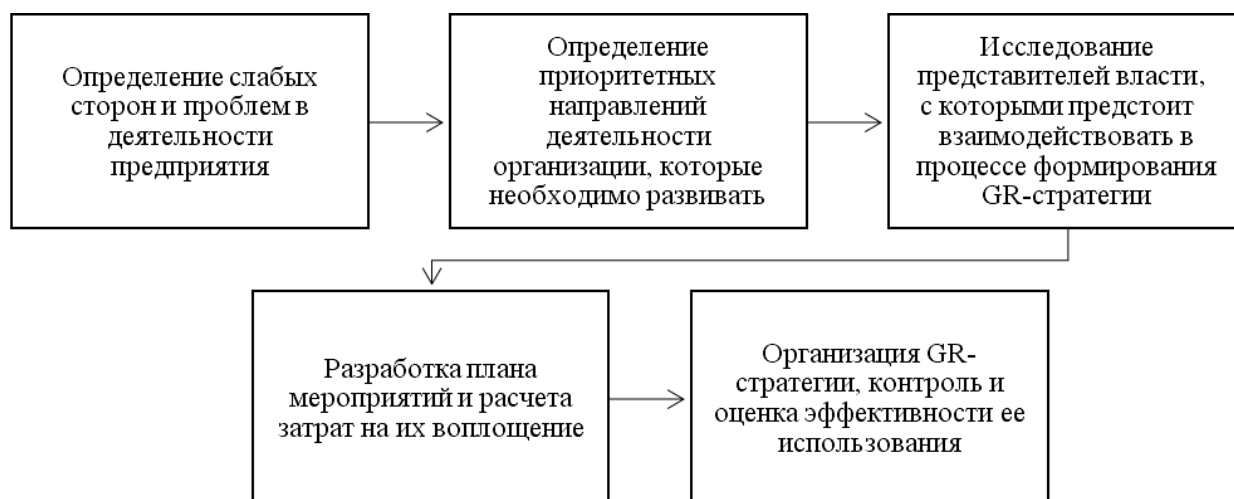 Определение слабых
сторон и проблем в
деятельности
предприятия
Определение
приоритетных
направлений
деятельности
организации, которые
необходимо развивать
Исследование
представителей власти,
с которыми предстоит
взаимодействовать в
процессе формирования
GR-стратегии
Разработка плана
мероприятий и расчета
затрат на их воплощение
Организация GR-
стратегии, контроль и
оценка эффективности ее
использования